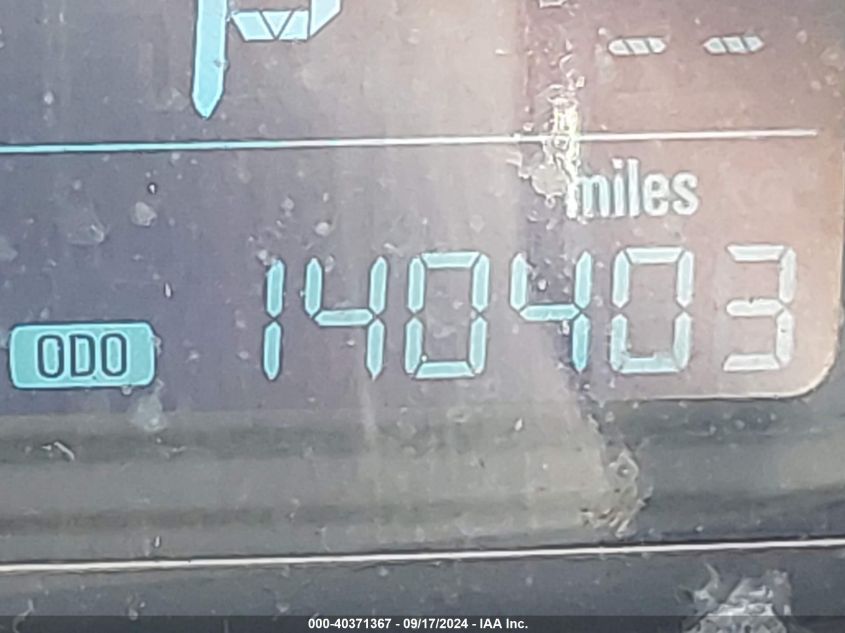 P --
miles
ODO 140403
000-40371367 - 09/17/2024 - IAA Inc.